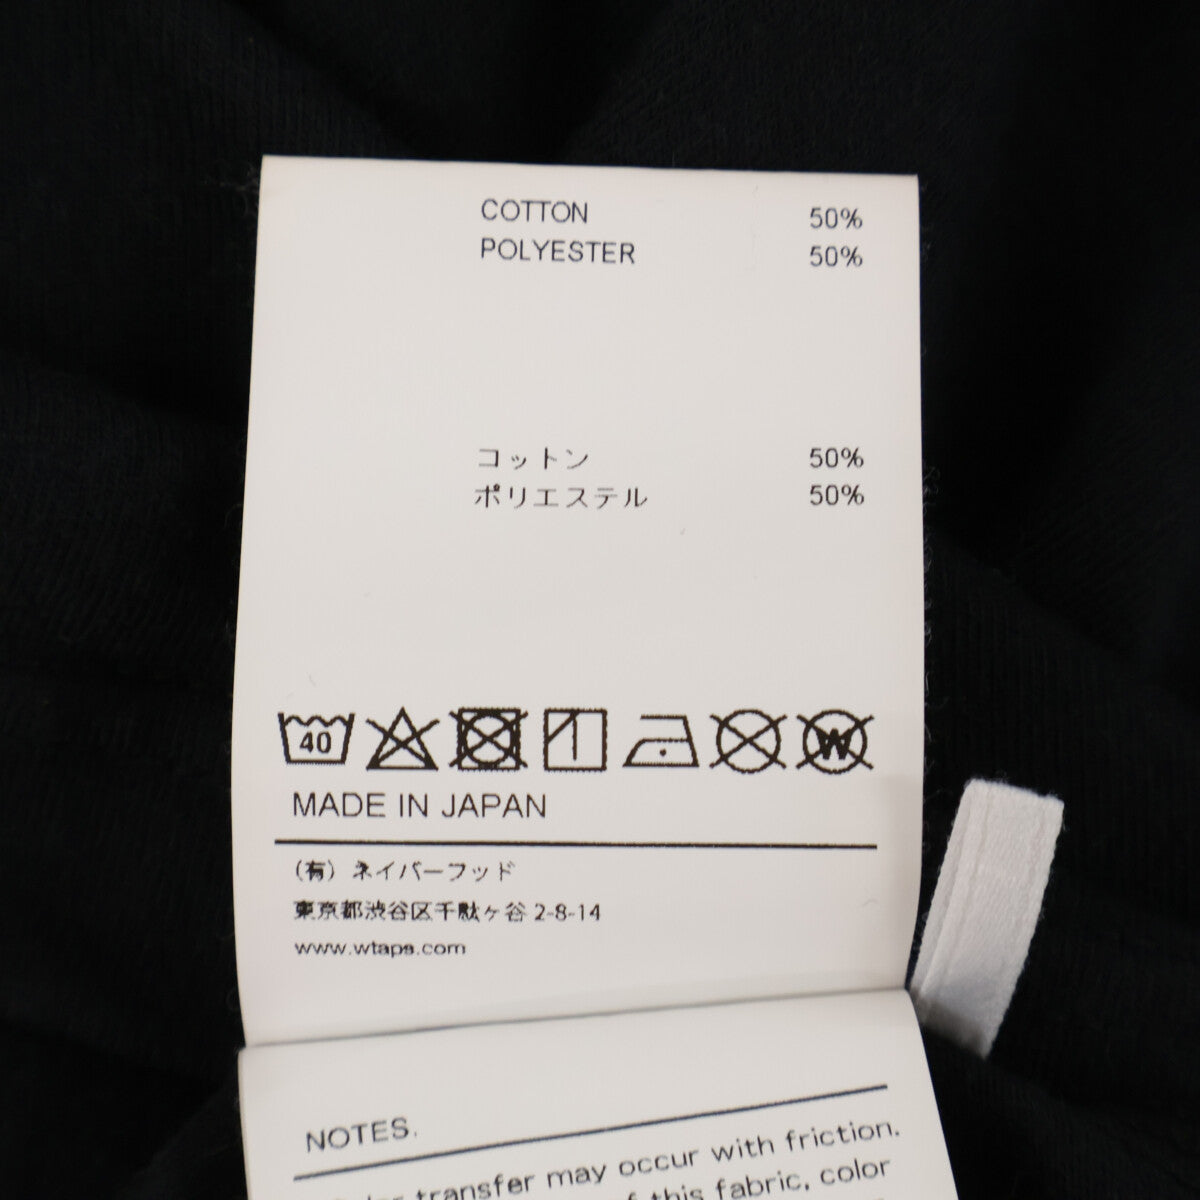 COTTON 50%
POLYESTER 50%
コットン 50%
ポリエステル 50%
40 W
MADE IN JAPAN
(有) ネイバーフッド
東京都渋谷区千駄ヶ谷 2-8-14
www.wtaps.com
NOTES.
transfer may occur with friction.
this fabric, color